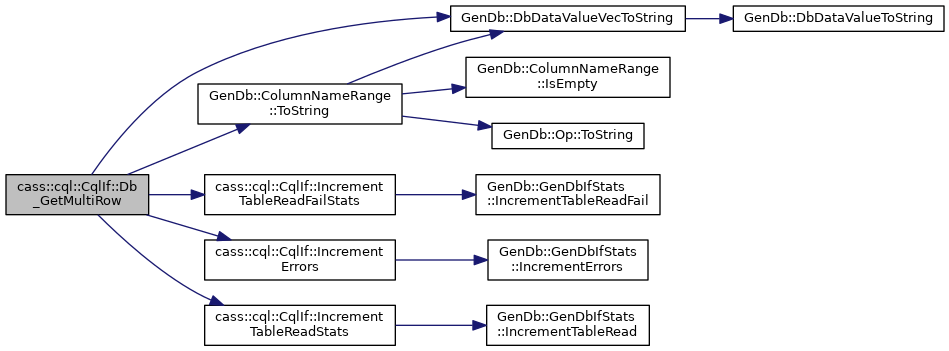 GenDb::DbDataValueVecToString
GenDb::DbDataValueToString
GenDb::ColumnNameRange
::IsEmpty
GenDb::ColumnNameRange
::ToString
GenDb::Op::ToString
cass::cql::CqlIf::Db
_GetMultiRow
cass::cql::CqlIf::Increment
TableReadFailStats
GenDb::GenDbIfStats
::IncrementTableReadFail
cass::cql::CqlIf::Increment
Errors
GenDb::GenDbIfStats
::IncrementErrors
cass::cql::CqlIf::Increment
TableReadStats
GenDb::GenDbIfStats
::IncrementTableRead